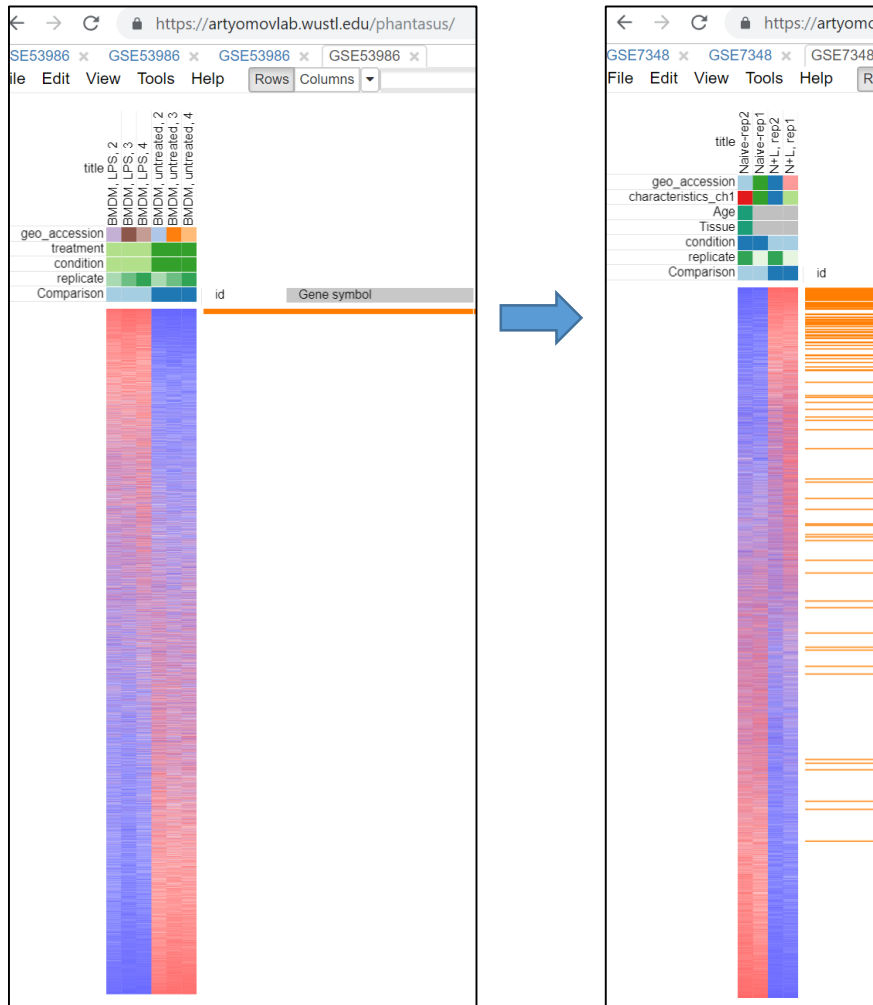 https://artyomovlab.wustl.edu/phantasus/
SE53986 × GSE53986 × GSE53986 × GSE53986 ×
ile Edit View Tools Help Rows Columns
title
BMDM, LPS, 2
BMDM, LPS, 3
BMDM, LPS, 4
BMDM, untreated, 2
BMDM, untreated, 3
BMDM, untreated, 4
geo_accession
treatment
condition
replicate
Comparison id Gene symbol
https://artyomo
GSE7348 × GSE7348 × GSE7348
File Edit View Tools Help R
title
Naive-rep2
Naive-rep1
N+L, rep2
N+L, rep1
geo_accession
characteristics_ch1
Age
Tissue
condition
replicate
Comparison id